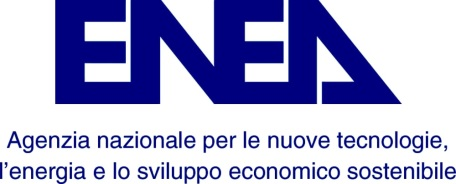 ENEA
Agenzia nazionale per le nuove tecnologie,
l'energia e lo sviluppo economico sostenibile